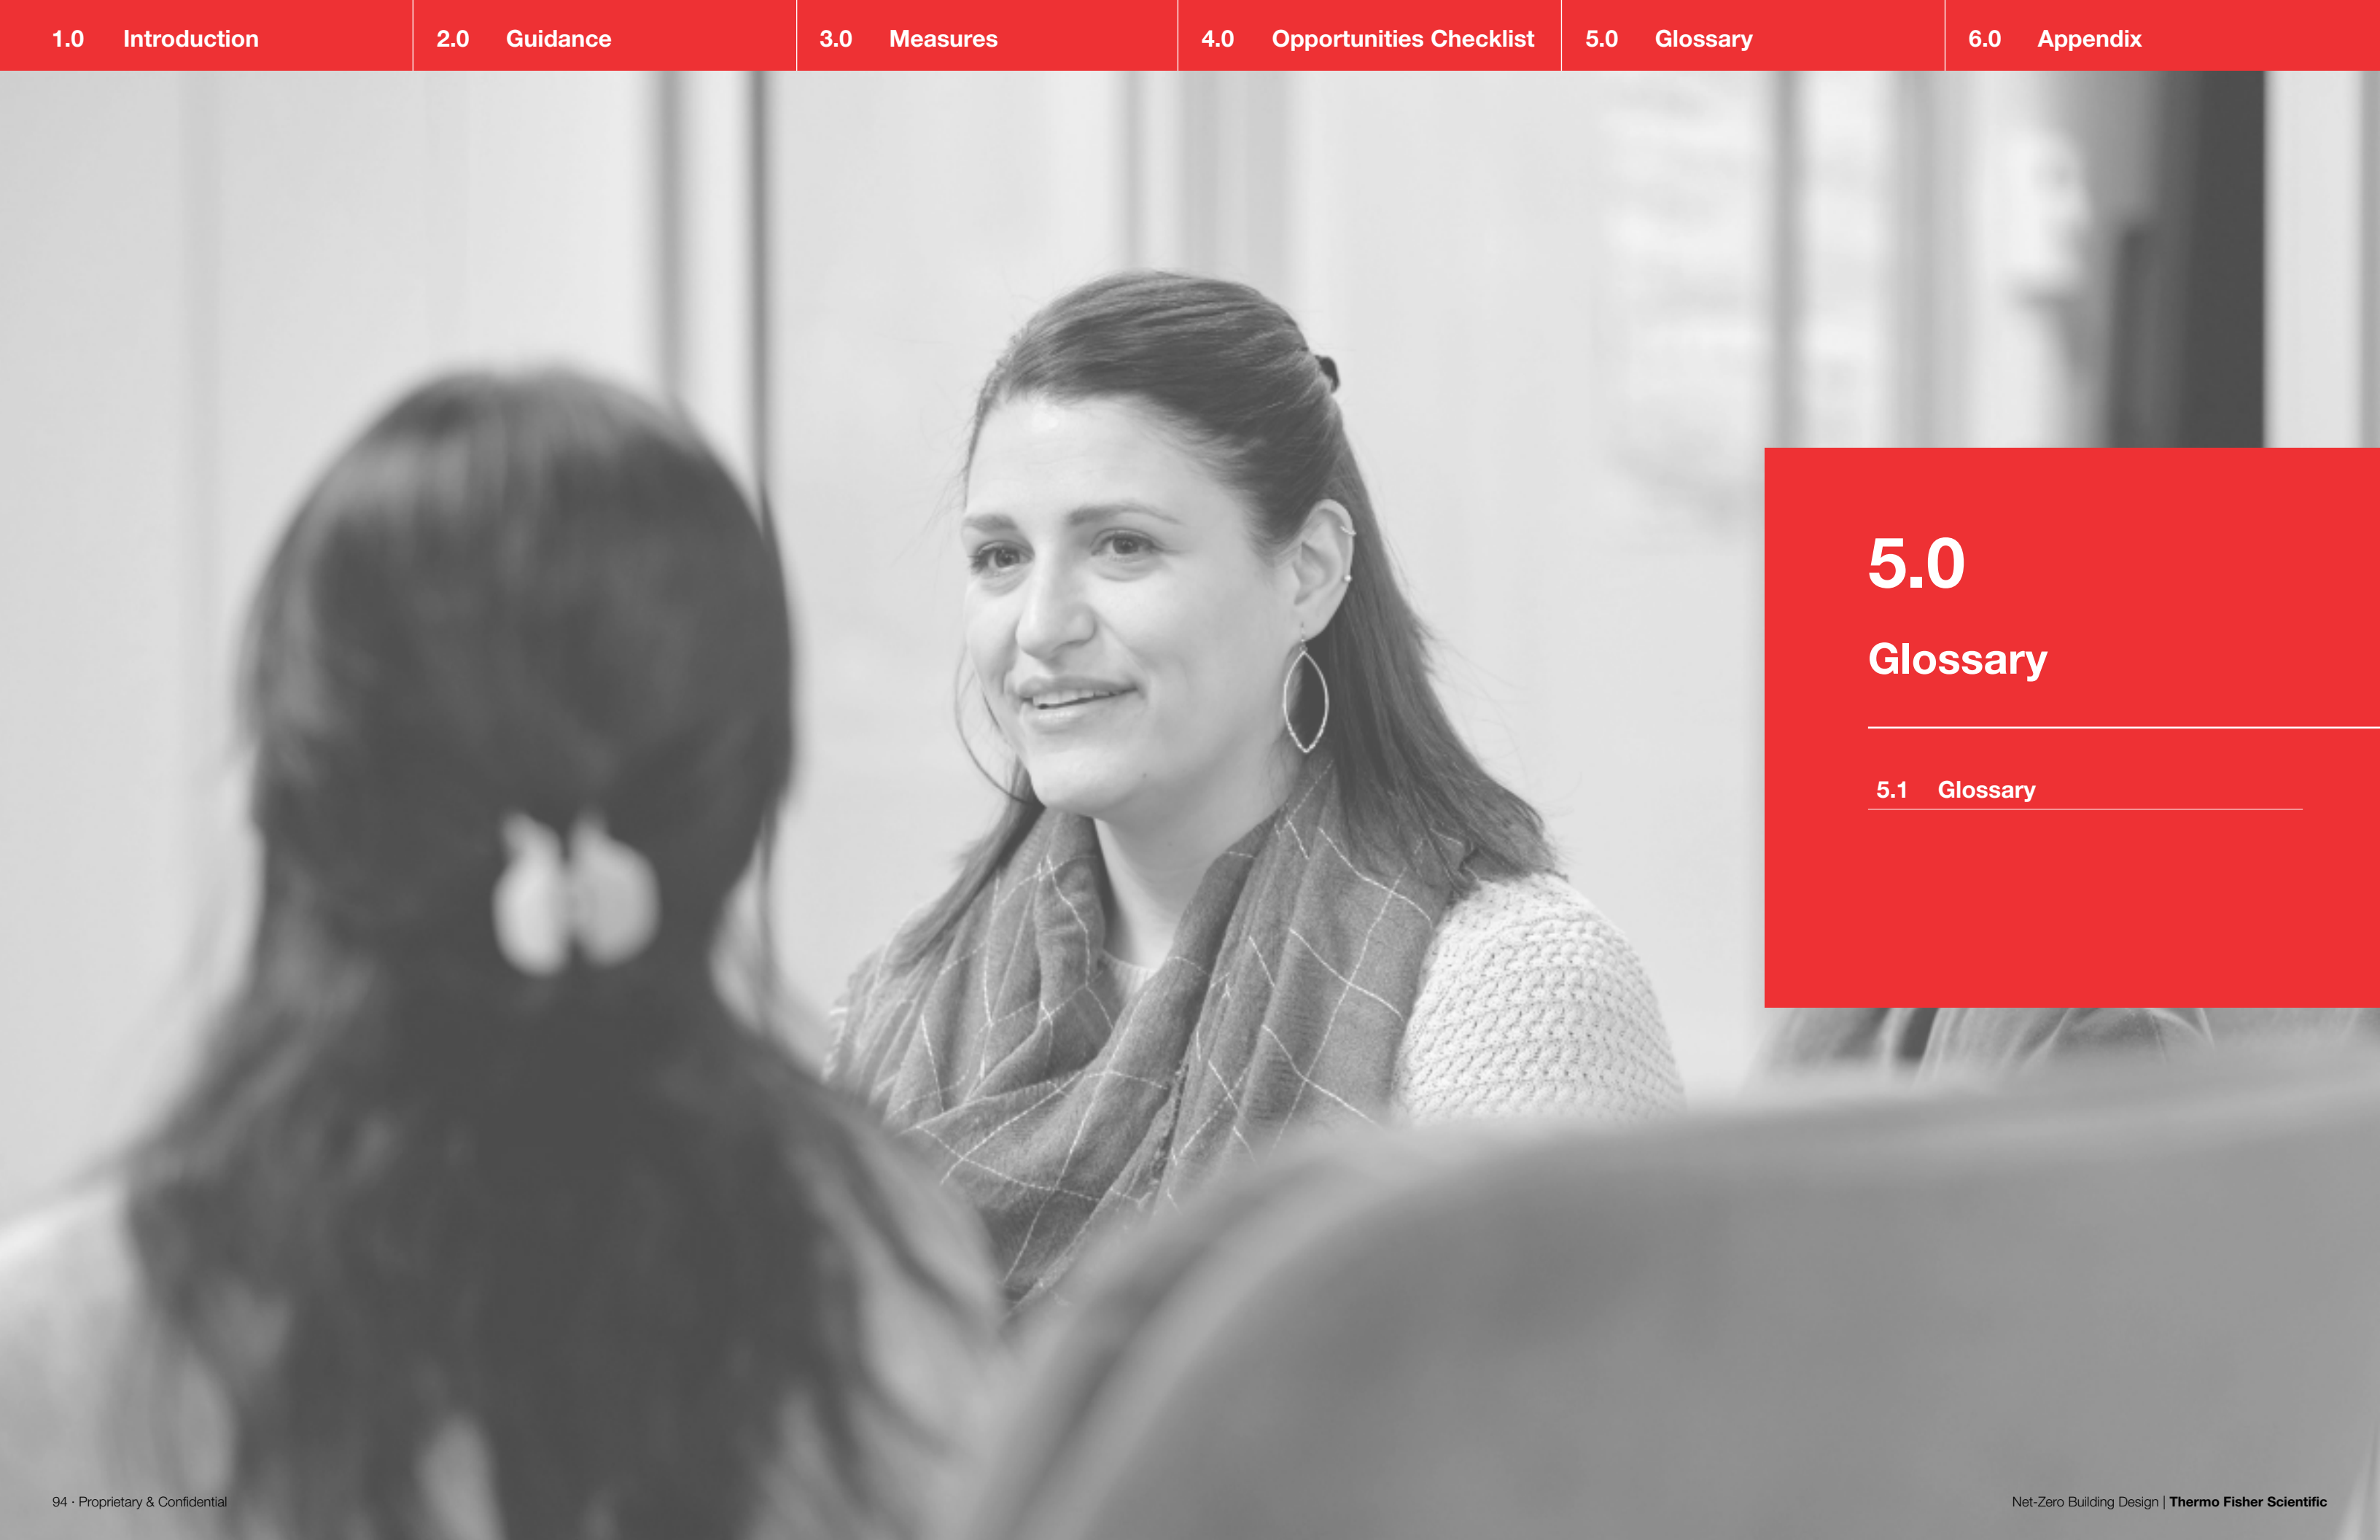 1.0 Introduction 2.0 Guidance 3.0 Measures 4.0 Opportunities Checklist 5.0 Glossary 6.0 Appendix
5.0
Glossary
5.1 Glossary
94 · Proprietary & Confidential
Net-Zero Building Design | Thermo Fisher Scientific